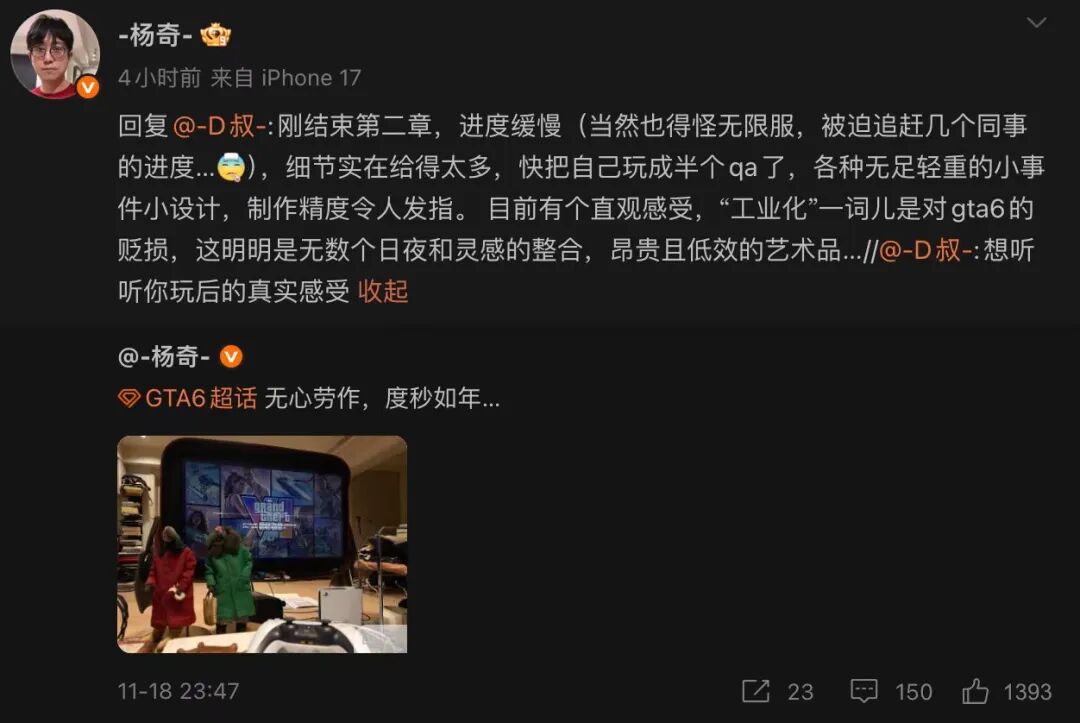 -杨奇-
4小时前 来自 iPhone 17
回复@-D叔-:刚结束第二章，进度缓慢（当然也得怪无限服，被迫追赶几个同事
的进度...），细节实在给得太多，快把自己玩成半个qa了，各种无足轻重的小事
件小设计，制作精度令人发指。 目前有个直观感受，“工业化”一词儿是对gta6的
贬损，这明明是无数个日夜和灵感的整合，昂贵且低效的艺术品...//@-D叔-:想听
听你玩后的真实感受 收起
@-杨奇-
GTA6超话 无心劳作，度秒如年...
grand
theft
11-18 23:47
23 150 1393